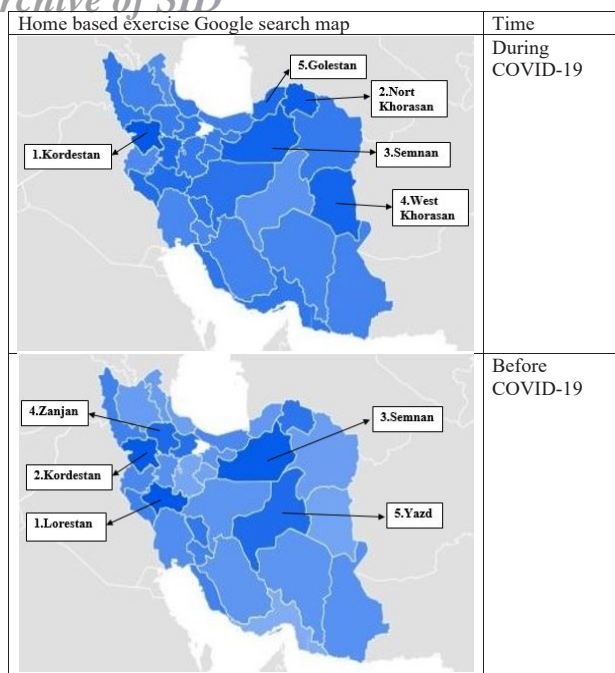 rchive of SID
Home based exercise Google search map
Time
During
COVID-19
5.Golestan
2.Nort
Khorasan
1.Kordestan
3.Semnan
4.West
Khorasan
Before
COVID-19
4.Zanjan
3.Semnan
2.Kordestan
1.Lorestan
5.Yazd